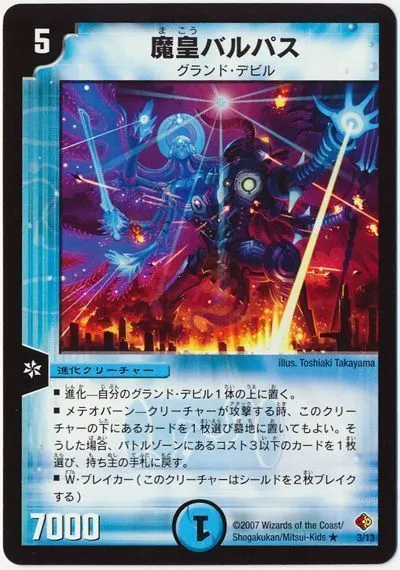 5
魔皇バルパス
グランド・デビル
illus. Toshiaki Takayama
進化クリーチャー
■ 進化―自分のグランド・デビル1体の上に置く。
■ メテオバーン―クリーチャーが攻撃する時、このクリーチャーの下にあるカードを1枚選び墓地に置いてもよい。そうした場合、バトルゾーンにあるコスト3以下のカードを1枚選び、持ち主の手札に戻す。
■ W・ブレイカー(このクリーチャーはシールドを2枚ブレイクする)
7000
1
©2007 Wizards of the Coast/
Shogakukan/Mitsui-Kids ★ 3/13